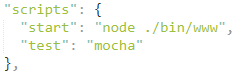 "scripts": {
  "start": "node ./bin/www",
  "test": "mocha"
},